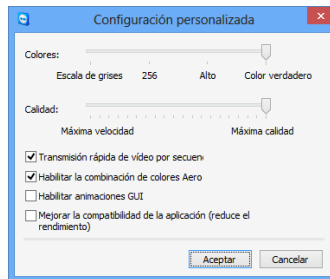 Configuración personalizada
Colores:
Escala de grises 256 Alto Color verdadero
Calidad:
Máxima velocidad Máxima calidad
Transmisión rápida de vídeo por secuen
Habilitar la combinación de colores Aero
Habilitar animaciones GUI
Mejorar la compatibilidad de la aplicación (reduce el
rendimiento)
Aceptar Cancelar